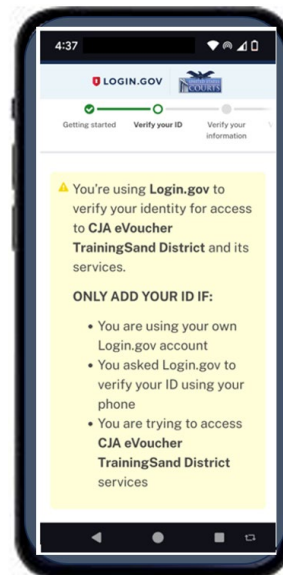 4:37
LOGIN.GOV
COURTS
Getting started
Verify your ID
Verify your
information
You're using Login.gov to
verify your identity for access
to CJA eVoucher
TrainingSand District and its
services.
ONLY ADD YOUR ID IF:
• You are using your own
Login.gov account
• You asked Login.gov to
verify your ID using your
phone
• You are trying to access
CJA eVoucher
TrainingSand District
services